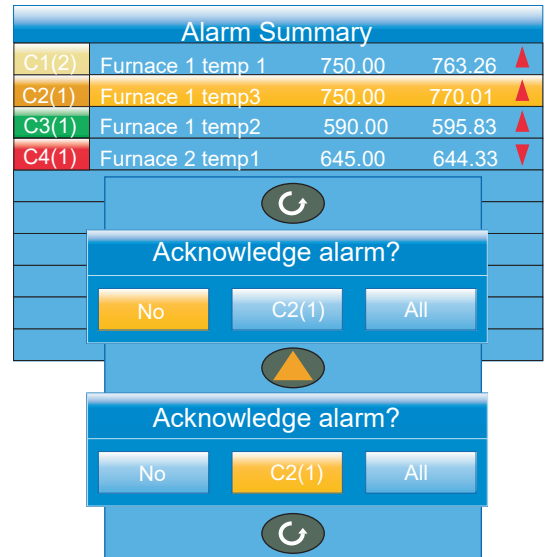 Alarm Summary
C1(2) Furnace 1 temp 1 750.00 763.26
C2(1) Furnace 1 temp3 750.00 770.01
C3(1) Furnace 1 temp2 590.00 595.83
C4(1) Furnace 2 temp1 645.00 644.33
Acknowledge alarm?
No C2(1) All
Acknowledge alarm?
No C2(1) All